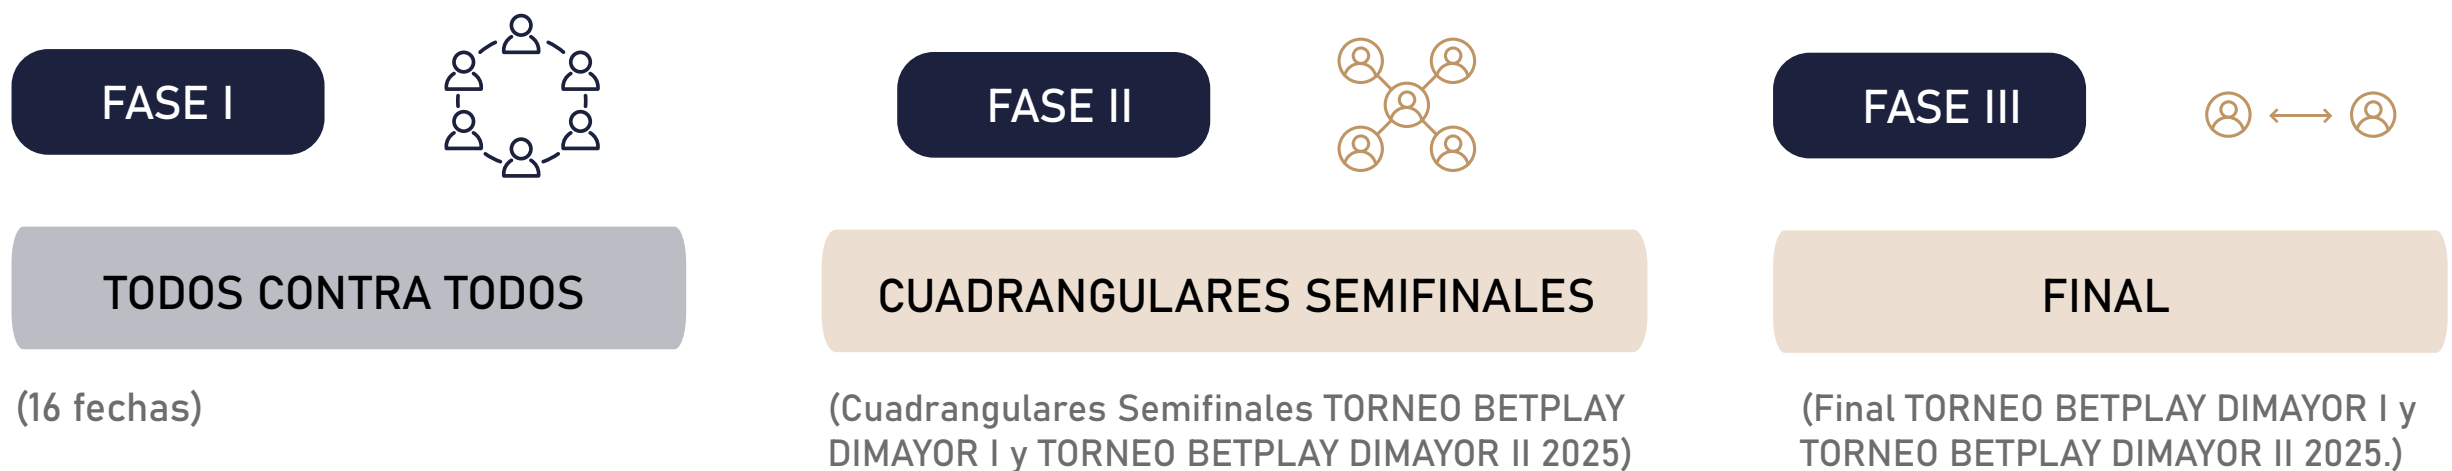 FASE I
TODOS CONTRA TODOS
(16 fechas)
FASE II
CUADRANGULARES SEMIFINALES
(Cuadrangulares Semifinales TORNEO BETPLAY
DIMAYOR I y TORNEO BETPLAY DIMAYOR II 2025)
FASE III
FINAL
(Final TORNEO BETPLAY DIMAYOR I y
TORNEO BETPLAY DIMAYOR II 2025.)